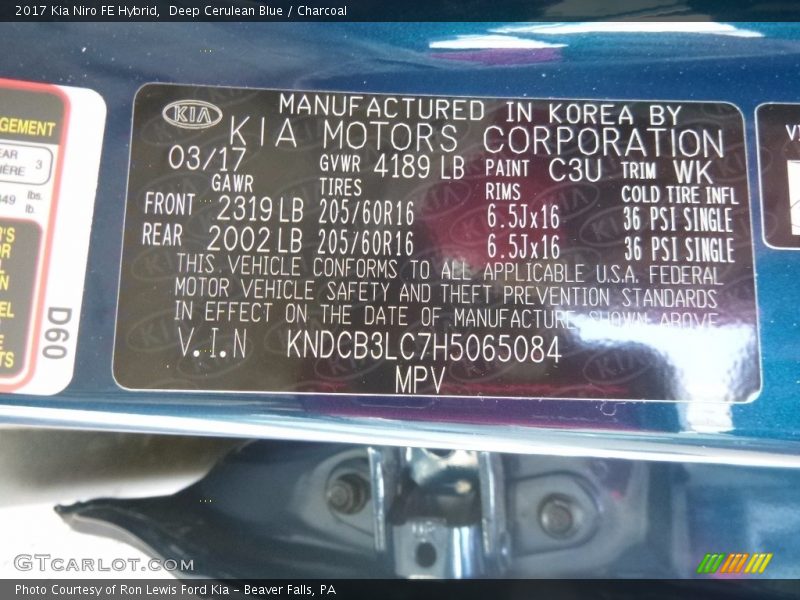 2017 Kia Niro FE Hybrid, Deep Cerulean Blue / Charcoal
KIA
MANUFACTURED IN KOREA BY
KIA MOTORS CORPORATION
03/17 GVWR 4189 LB PAINT C3U TRIM WK
GAWR TIRES RIMS COLD TIRE INFL
FRONT 2319 LB 205/60R16 6.5Jx16 36 PSI SINGLE
REAR 2002 LB 205/60R16 6.5Jx16 36 PSI SINGLE
THIS VEHICLE CONFORMS TO ALL APPLICABLE U.S.A. FEDERAL
MOTOR VEHICLE SAFETY AND THEFT PREVENTION STANDARDS
IN EFFECT ON THE DATE OF MANUFACTURE SHOWN ABOVE
V.I.N KNDCB3LC7H5065084
MPV
3
lbs.
lb.
D60
GTcarlot.com
Photo Courtesy of Ron Lewis Ford Kia - Beaver Falls, PA